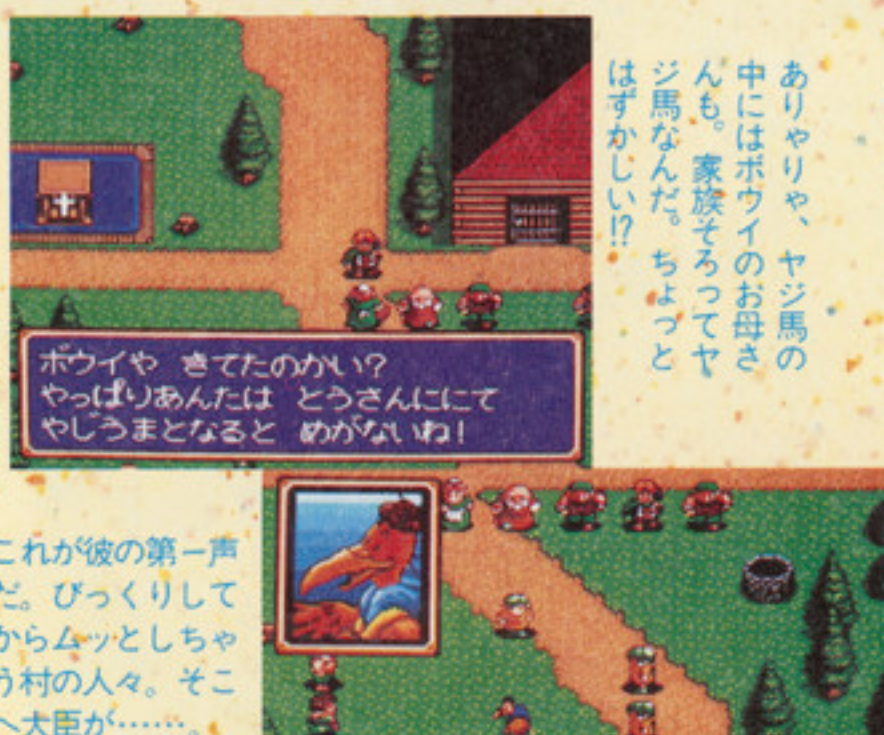 ありゃりゃ、ヤジ馬の
中にはボウイのお母さ
んも。家族そろってヤ
ジ馬なんだ。ちょっと
はずかしい!?
ボウイや きてたのかい?
やっぱりあんたは とうさんににて
やじうまとなると めがないね!
これが彼の第一声
だ。びっくりして
からムッとしちゃ
う村の人々。そこ
へ大臣が……。